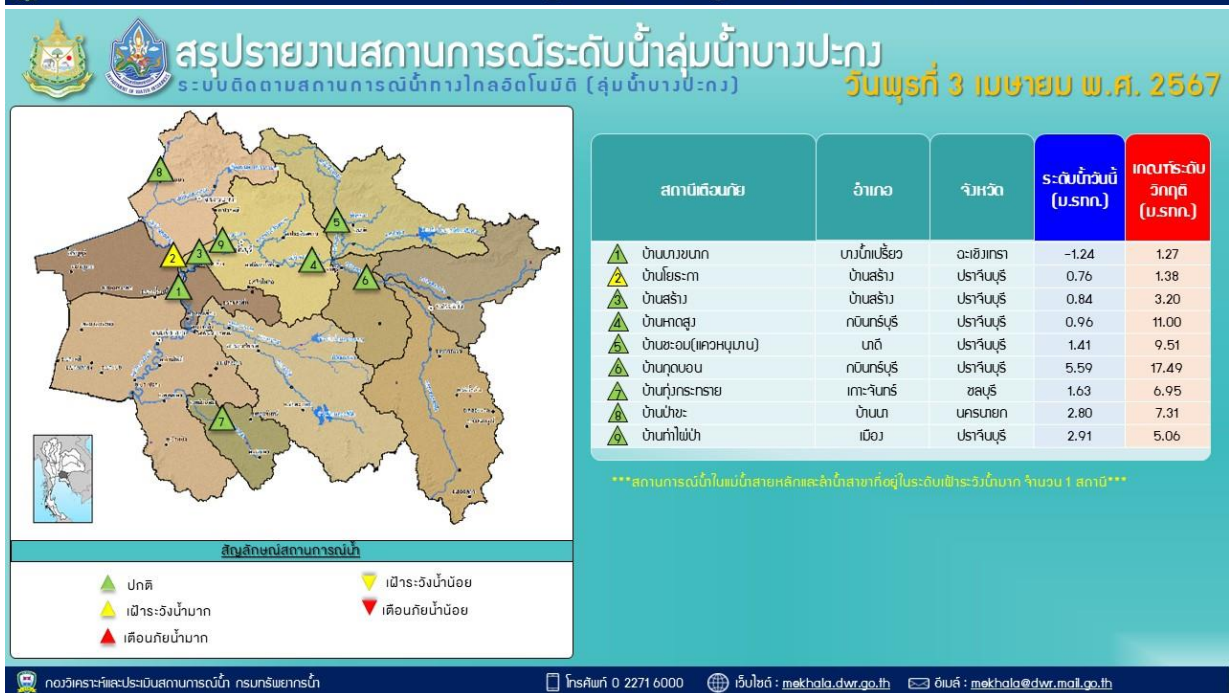 สรุปรายงานสถานการณ์ระดับน้ำลุ่มน้ำบางปะกง
ระบบติดตามสถานการณ์น้ำทางไกลอัตโนมัติ (ลุ่มน้ำบางปะกง)
วันพุธที่ 3 เมษายน พ.ศ. 2567
สถานีเตือนภัย อำเภอ จังหวัด ระดับน้ำวันนี้ (ม.รทก.) เกณฑ์ระดับวิกฤติ (ม.รทก.)
1 บ้านบางขนาก บางน้ำเปรี้ยว ฉะเชิงเทรา -1.24 1.27
2 บ้านโยธะกา บ้านสร้าง ปราจีนบุรี 0.76 1.38
3 บ้านสร้าง บ้านสร้าง ปราจีนบุรี 0.84 3.20
4 บ้านหาดสูง กบินทร์บุรี ปราจีนบุรี 0.96 11.00
5 บ้านชะอม(แควหนุมาน) นาดี ปราจีนบุรี 1.41 9.51
6 บ้านกุดบอน กบินทร์บุรี ปราจีนบุรี 5.59 17.49
7 บ้านทุ่งกระทราย เกาะจันทร์ ชลบุรี 1.63 6.95
8 บ้านป่าขะ บ้านนา นครนายก 2.80 7.31
9 บ้านท่าไผ่ป่า เมือง ปราจีนบุรี 2.91 5.06
***สถานการณ์น้ำในแม่น้ำสายหลักและลำน้ำสาขาที่อยู่ในระดับเฝ้าระวังน้ำมาก จำนวน 1 สถานี***
8
5
9
3
2
4
6
1
7
สัญลักษณ์สถานการณ์น้ำ
ปกติ
เฝ้าระวังน้ำน้อย
เฝ้าระวังน้ำมาก
เตือนภัยน้ำน้อย
เตือนภัยน้ำมาก
กองวิเคราะห์และประเมินสถานการณ์น้ำ กรมทรัพยากรน้ำ
โทรศัพท์ 0 2271 6000
เว็บไซต์ : mekhala.dwr.go.th
อีเมล์ : mekhala@dwr.mail.go.th